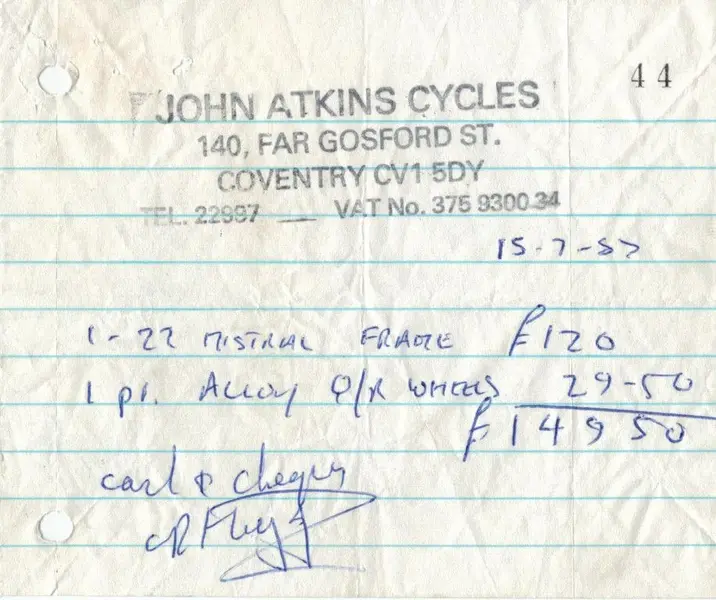 44
JOHN ATKINS CYCLES
140, FAR GOSFORD ST.
COVENTRY CV1 5DY
TEL. 22997 — VAT No. 375 9300 34
15-7-87
1-22 MISTRAL FRAME £120
1 pr. ALLOY Q/R WHEELS 29-50
£149 50
card & cheque